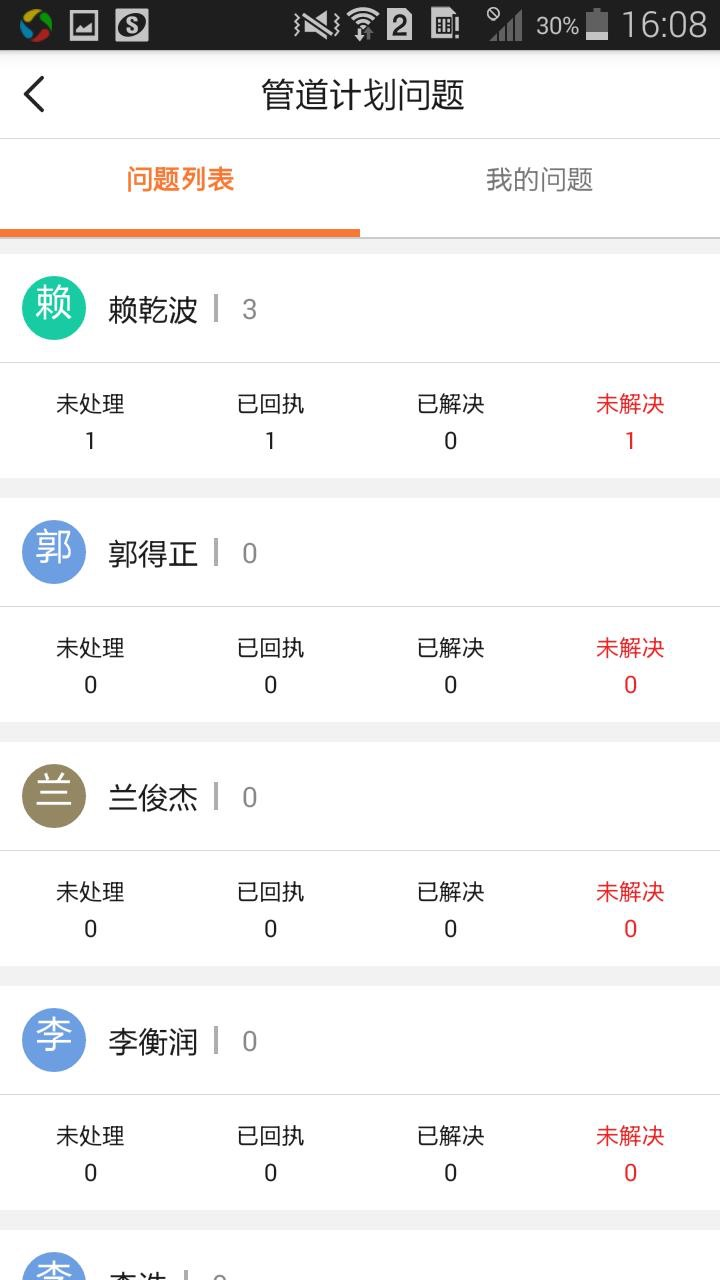 30% 16:08
管道计划问题
问题列表 我的问题
赖 赖乾波 3
未处理 已回执 已解决 未解决
1 1 0 1
郭 郭得正 0
未处理 已回执 已解决 未解决
0 0 0 0
兰 兰俊杰 0
未处理 已回执 已解决 未解决
0 0 0 0
李 李衡润 0
未处理 已回执 已解决 未解决
0 0 0 0
李